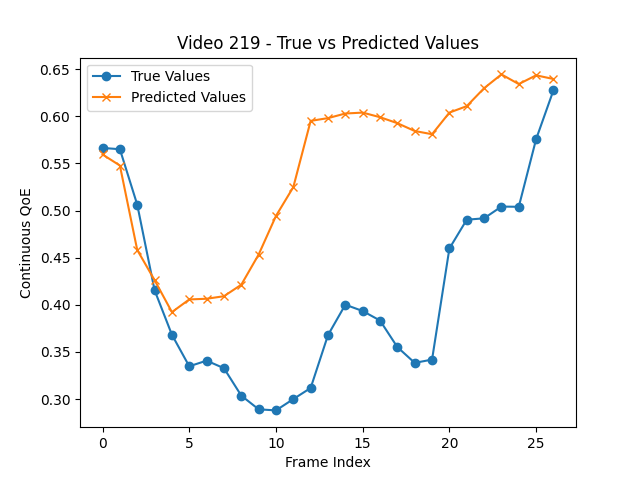 Video 219 - True vs Predicted Values
True Values
Predicted Values
Continuous QoE
0.65
0.60
0.55
0.50
0.45
0.40
0.35
0.30
0
5
10
15
20
25
Frame Index